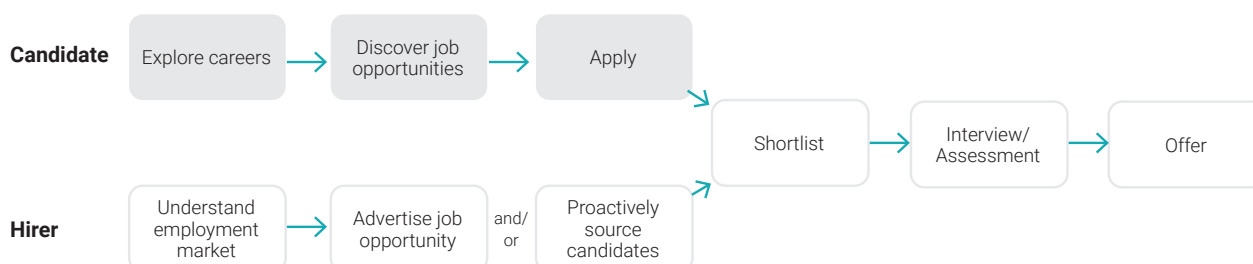 Candidate
Explore careers
Discover job
opportunities
Apply
Shortlist
Interview/
Assessment
Offer
Hirer
Understand
employment
market
Advertise job
opportunity
and/
or
Proactively
source
candidates